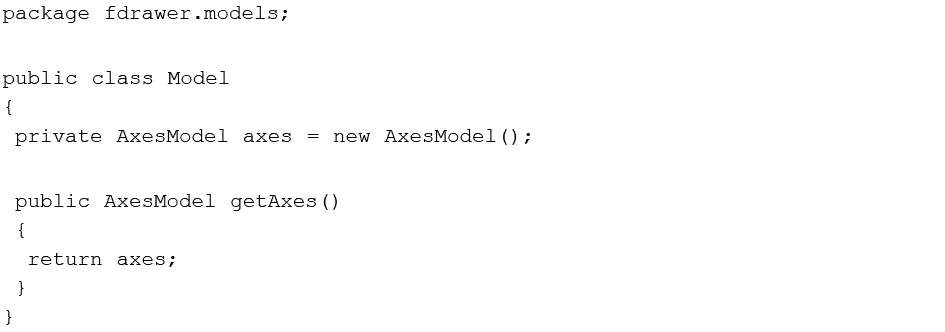 package fdrawer.models;

public class Model
{
 private AxesModel axes = new AxesModel();

 public AxesModel getAxes()
 {
  return axes;
 }
}